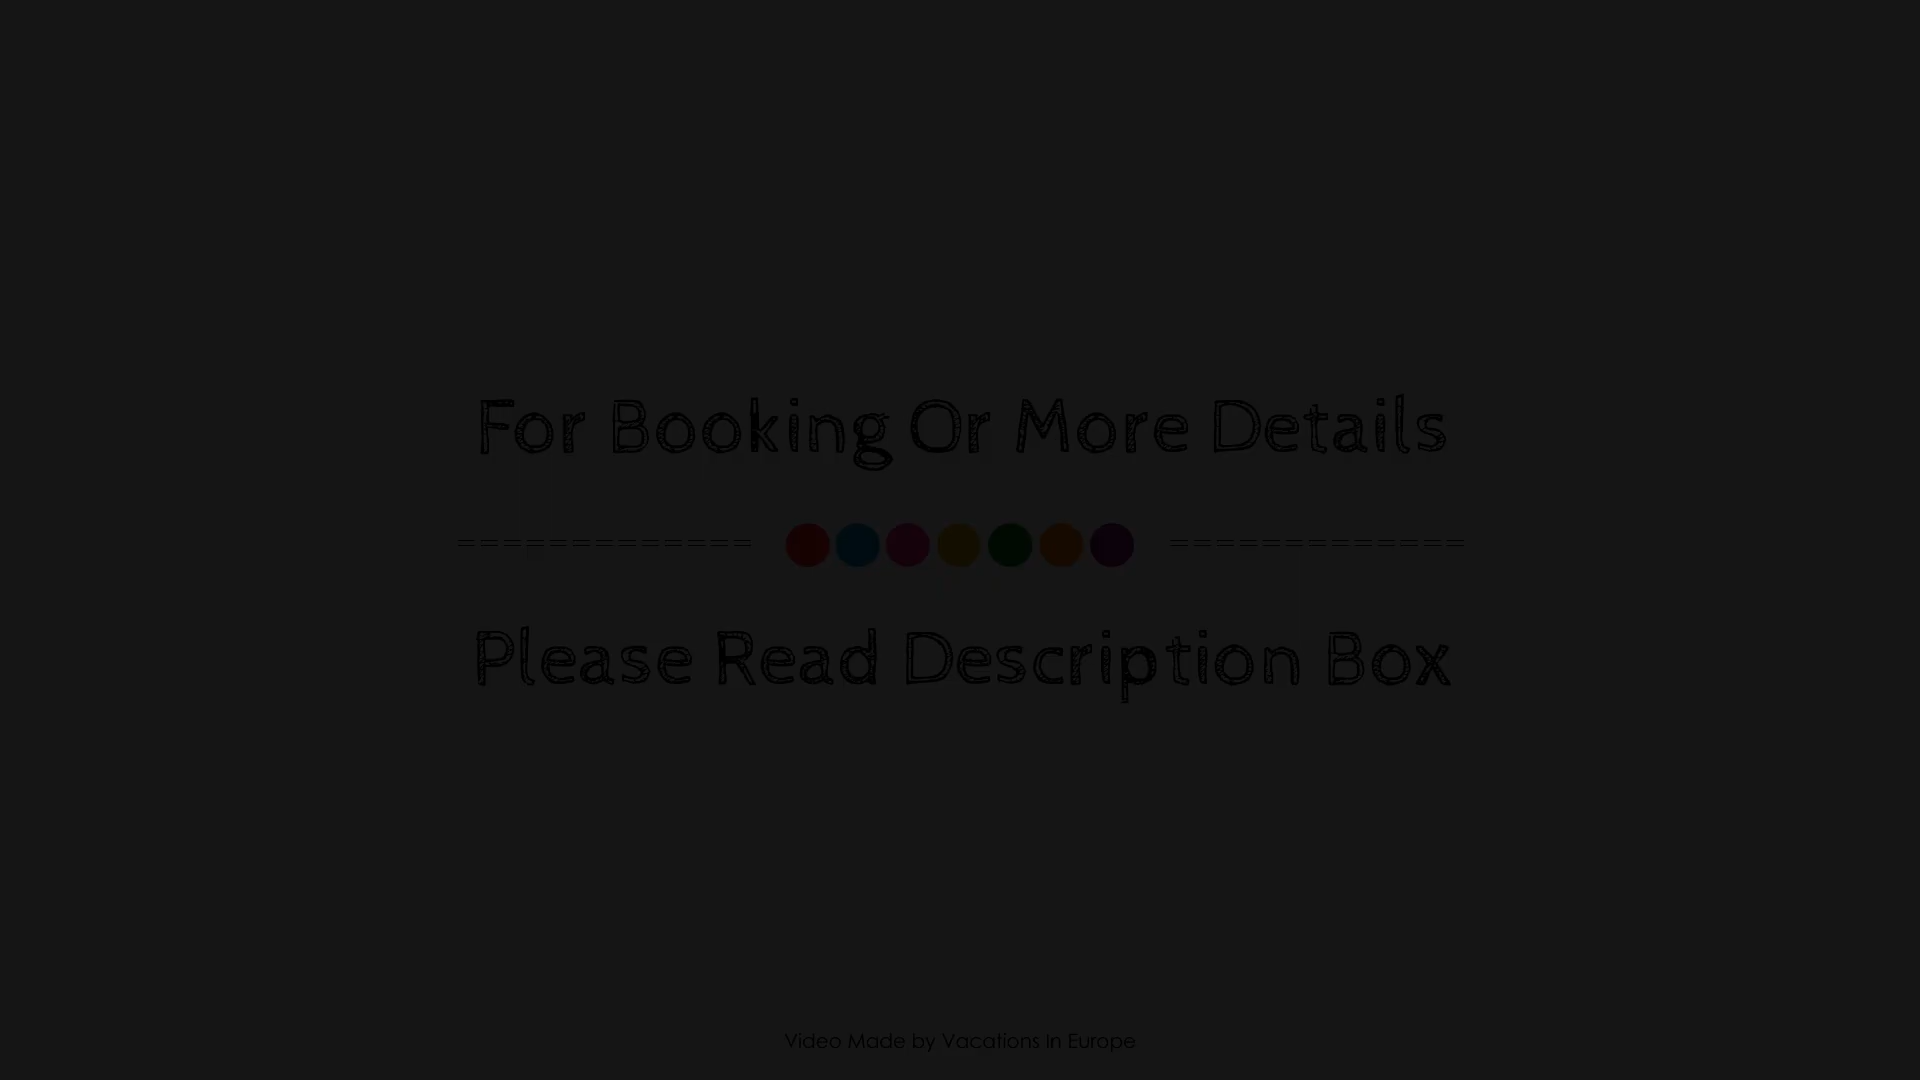 For Booking Or More Details
============= =============
Please Read Description Box
Video Made by Vacations In Europe